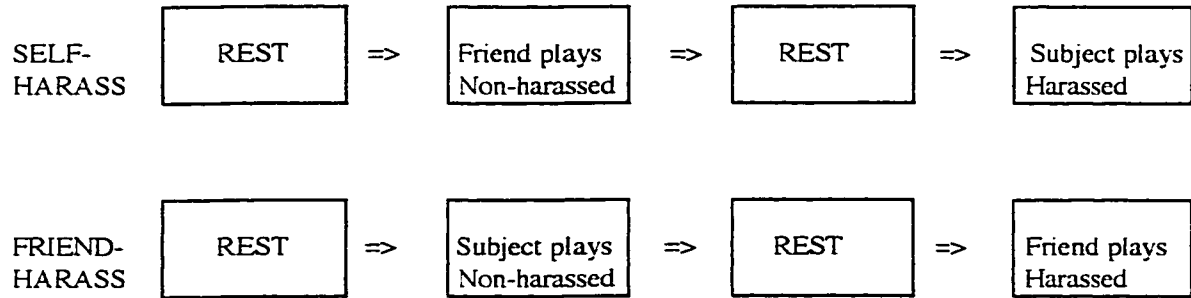 SELF-
HARASS
REST
=>
Friend plays
Non-harassed
=>
REST
=>
Subject plays
Harassed
FRIEND-
HARASS
REST
=>
Subject plays
Non-harassed
=>
REST
=>
Friend plays
Harassed